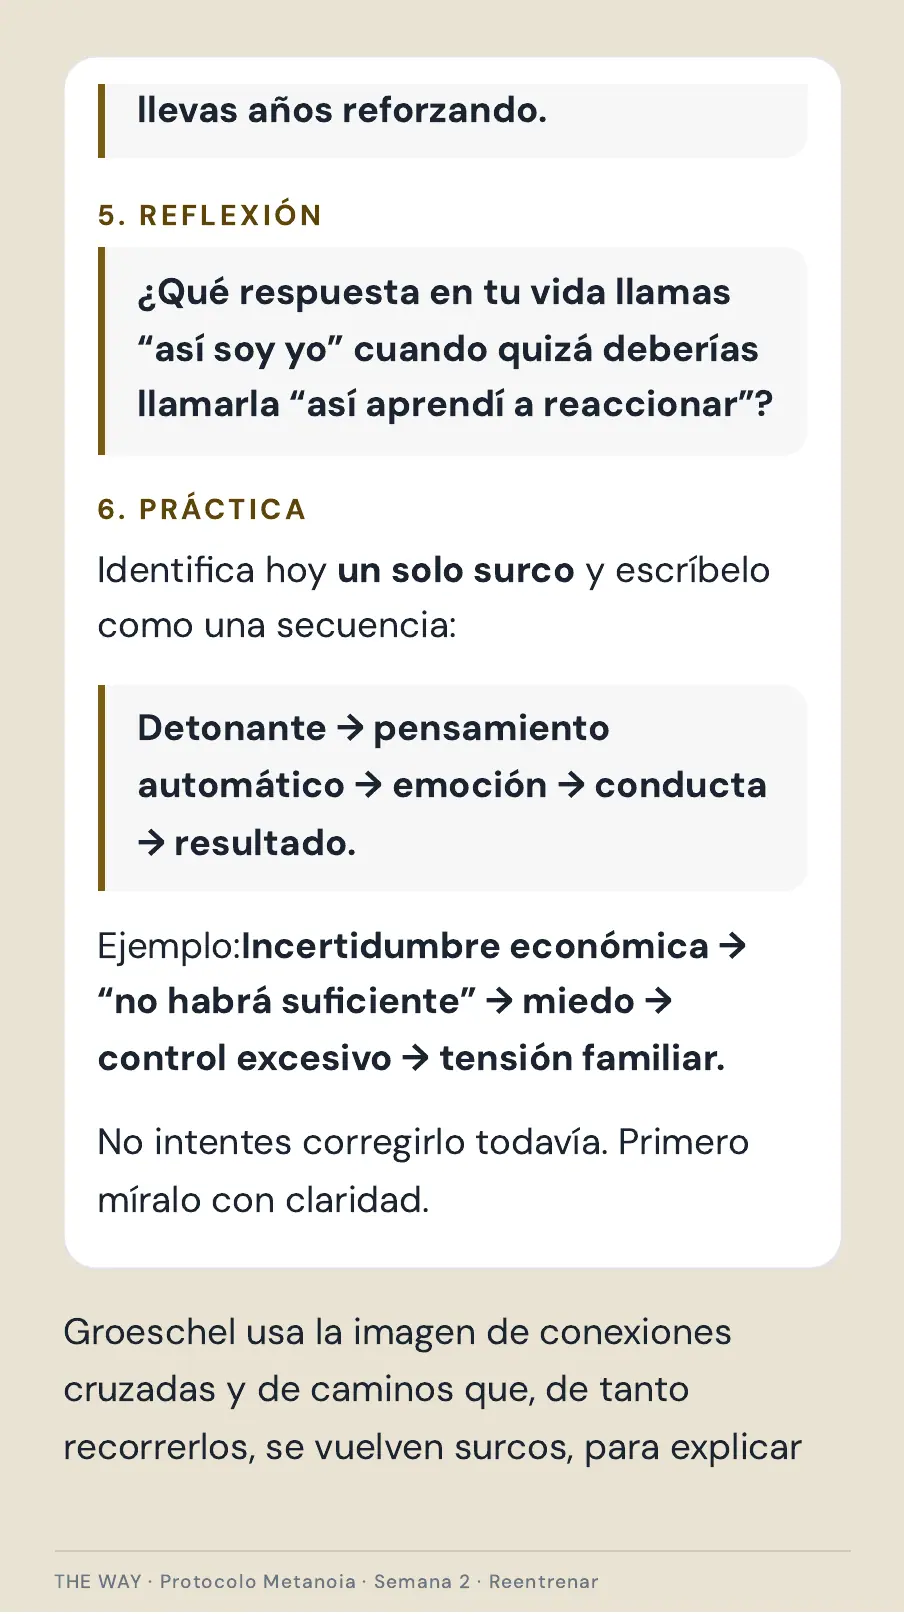 llevas años reforzando.
5. REFLEXIÓN
¿Qué respuesta en tu vida llamas
“así soy yo” cuando quizá deberías
llamarla “así aprendí a reaccionar”?
6. PRÁCTICA
Identifica hoy un solo surco y escríbelo
como una secuencia:
Detonante → pensamiento
automático → emoción → conducta
→ resultado.
Ejemplo:Incertidumbre económica →
“no habrá suficiente” → miedo →
control excesivo → tensión familiar.
No intentes corregirlo todavía. Primero
míralo con claridad.
Groeschel usa la imagen de conexiones
cruzadas y de caminos que, de tanto
recorrerlos, se vuelven surcos, para explicar
THE WAY · Protocolo Metanoia · Semana 2 · Reentrenar